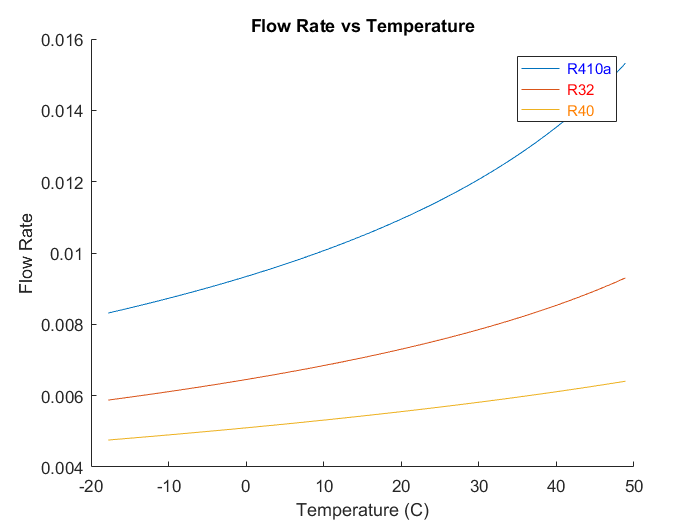 Flow Rate vs Temperature
0.016
0.014
0.012
0.01
0.008
0.006
0.004
Flow Rate
R410a
R32
R40
-20 -10 0 10 20 30 40 50
Temperature (C)